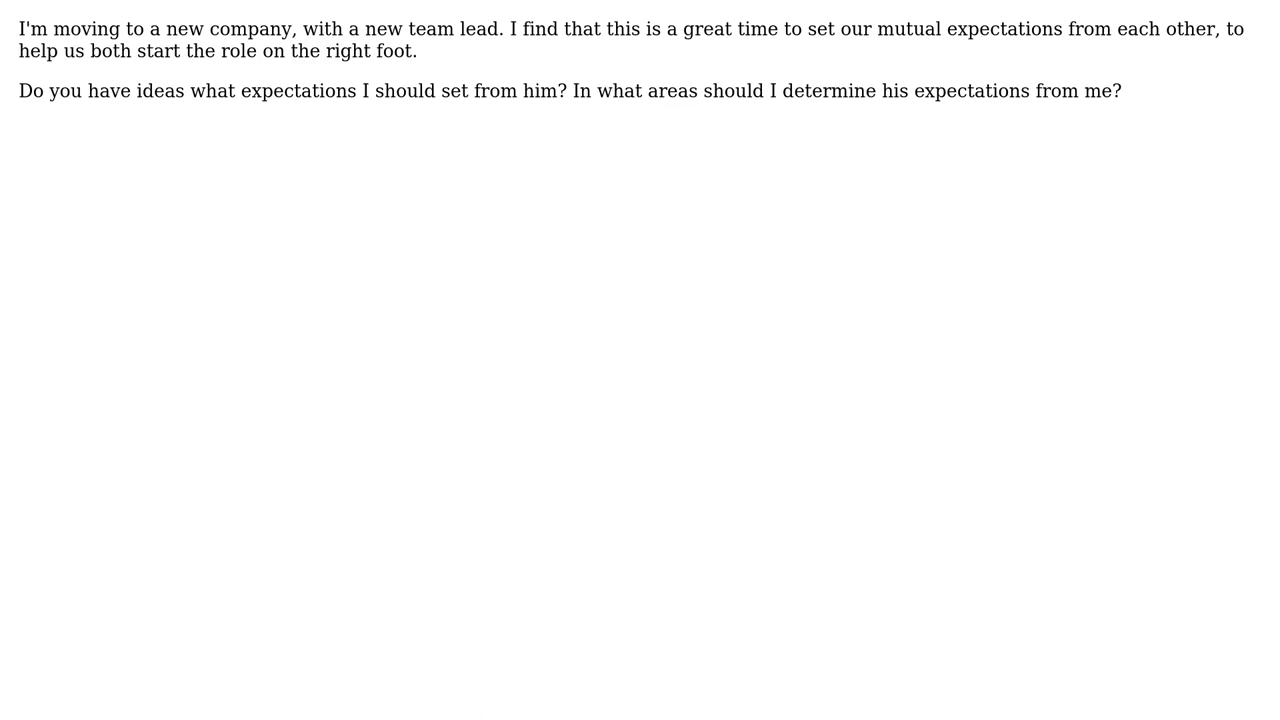 I'm moving to a new company, with a new team lead. I find that this is a great time to set our mutual expectations from each other, to
help us both start the role on the right foot.
Do you have ideas what expectations I should set from him? In what areas should I determine his expectations from me?